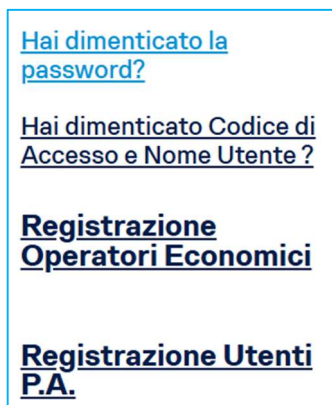 Hai dimenticato la
password?
Hai dimenticato Codice di
Accesso e Nome Utente ?
Registrazione
Operatori Economici
Registrazione Utenti
P.A.